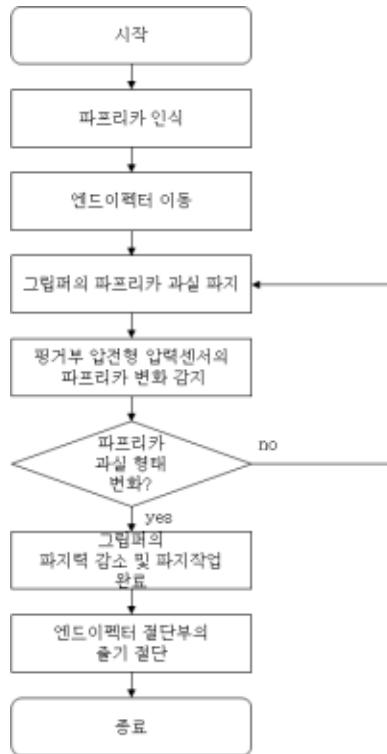 시작
파프리카 인식
엔드이펙터 이동
그립퍼의 파프리카 과실 파지
핑거부 압전형 압력센서의
파프리카 변화 감지
파프리카
과실 형태
변화?
no
yes
그립퍼의
파지력 감소 및 파지작업
완료
엔드이펙터 절단부의
줄기 절단
종료